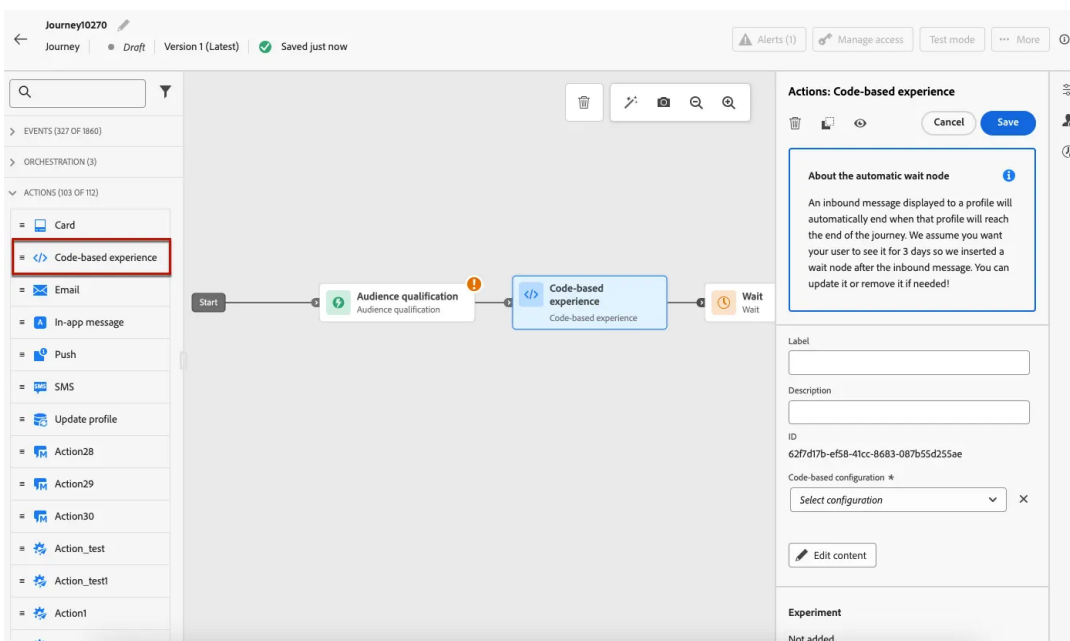 Journey10270
Journey
Draft
Version 1 (Latest)
Saved just now
Alerts (1)
Manage access
Test mode
More
EVENTS (327 OF 1860)
ORCHESTRATION (3)
ACTIONS (103 OF 112)
Card
Code-based experience
Email
In-app message
Push
SMS
SMS
Update profile
Action28
Action29
Action30
Action_test
Action_test1
Action1
Start
Audience qualification
Audience qualification
Code-based
experience
Code-based experience
Wait
Wait
Actions: Code-based experience
Cancel
Save
About the automatic wait node
An inbound message displayed to a profile will
automatically end when that profile will reach
the end of the journey. We assume you want
your user to see it for 3 days so we inserted a
wait node after the inbound message. You can
update it or remove it if needed!
Label
Description
ID
62f7d17b-ef58-41cc-8683-087b55d255ae
Code-based configuration *
Select configuration
Edit content
Experiment
Not added